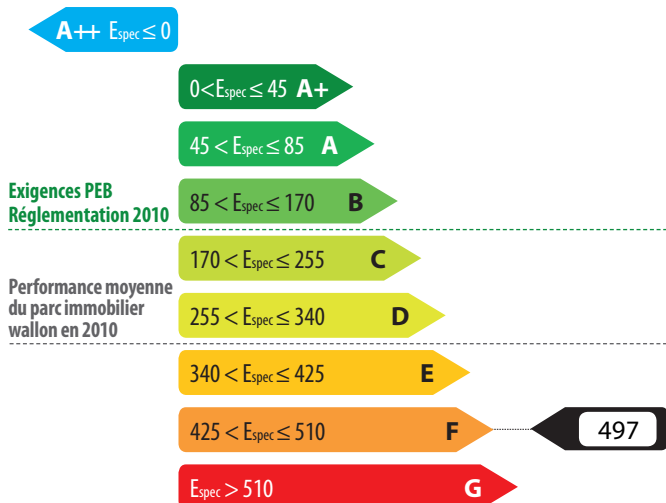 A++ Espec ≤ 0
0<Espec ≤ 45 A+
45 < Espec ≤ 85 A
Exigences PEB
Réglementation 2010
85 < Espec ≤ 170 B
170 < Espec ≤ 255 C
Performance moyenne
du parc immobilier
wallon en 2010
255 < Espec ≤ 340 D
340 < Espec ≤ 425 E
425 < Espec ≤ 510 F 497
Espec > 510 G